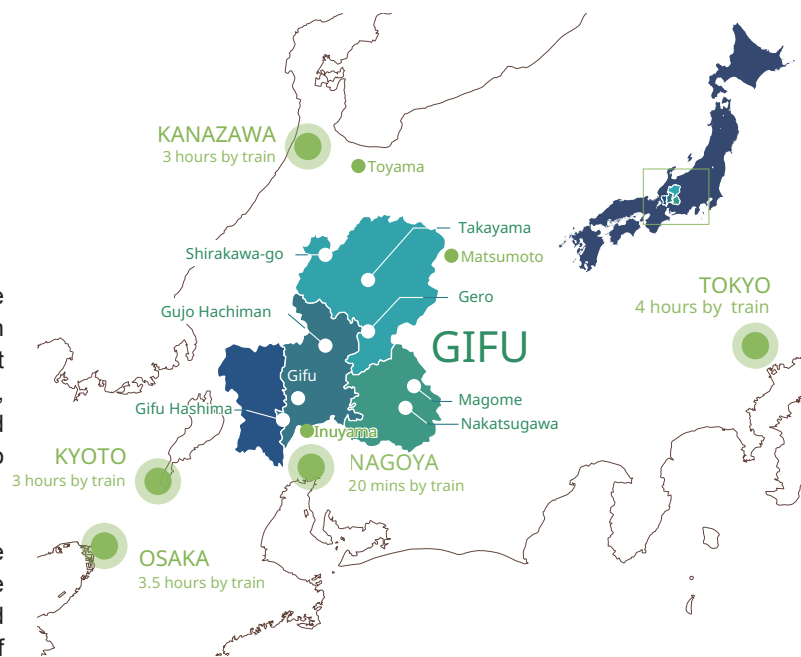 KANAZAWA
3 hours by train
Toyama
Takayama
Shirakawa-go
Matsumoto
TOKYO
4 hours by train
Gero
Gujo Hachiman
GIFU
Gifu
Magome
Gifu Hashima
Nakatsugawa
Inuyama
KYOTO
3 hours by train
NAGOYA
20 mins by train
OSAKA
3.5 hours by train